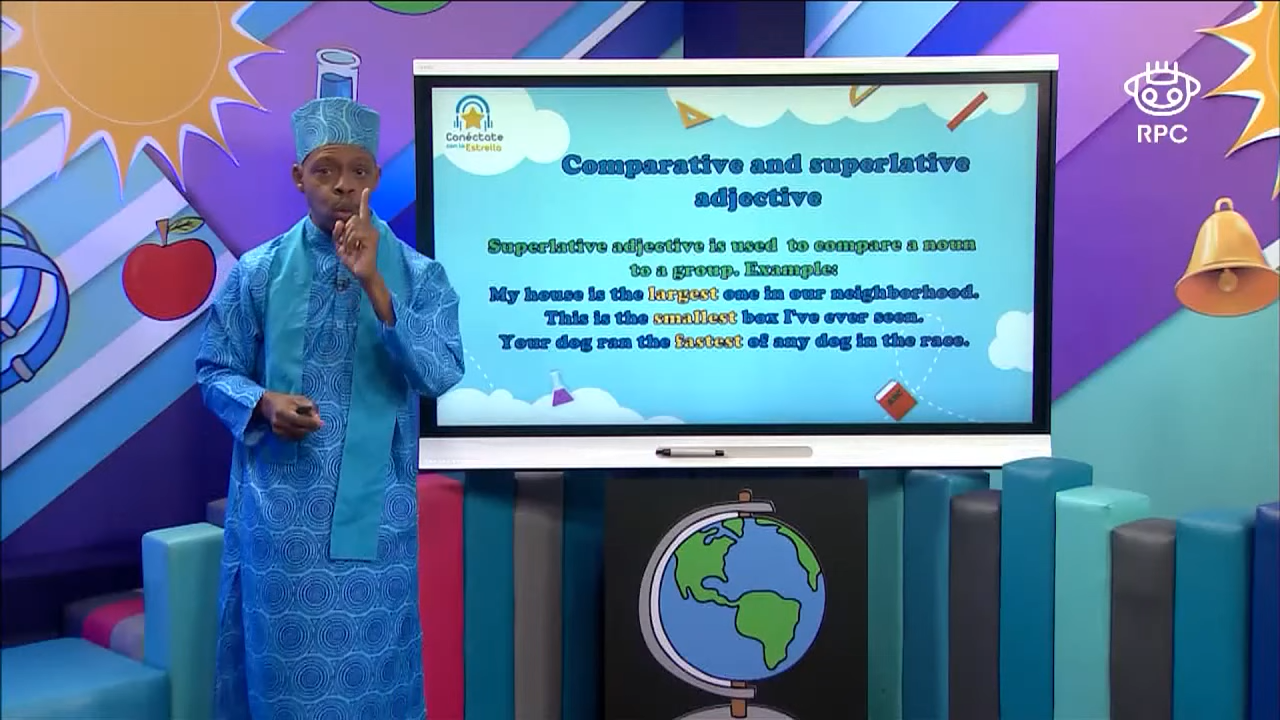 RPC
Conéctate
con la Estrella
Comparative and superlative
adjective
Superlative adjective is used to compare a noun
to a group. Example:
My house is the largest one in our neighborhood.
This is the smallest box I've ever seen.
Your dog ran the fastest of any dog in the race.
ABC